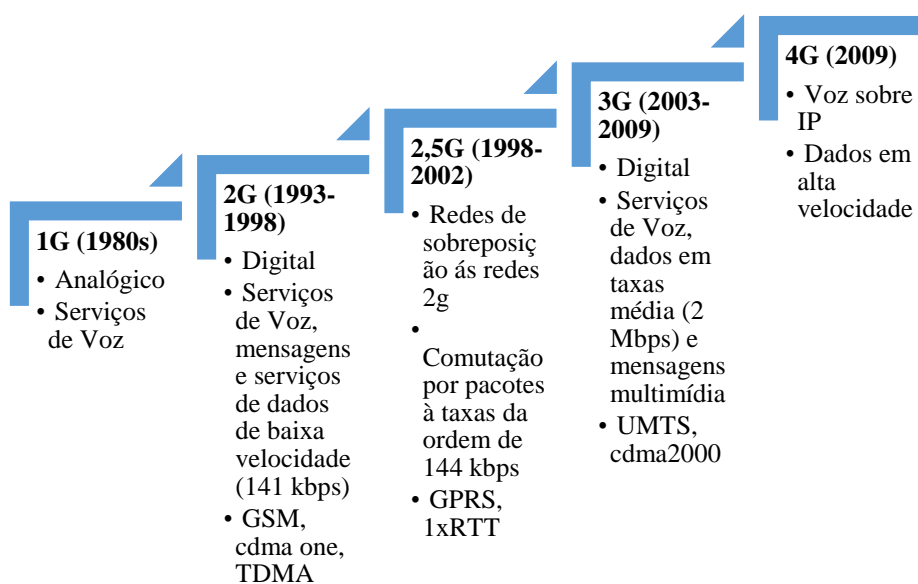 1G (1980s)
• Analógico
• Serviços
de Voz
2G (1993-
1998)
• Digital
• Serviços
de Voz,
mensagens
e serviços
de dados
de baixa
velocidade
(141 kbps)
• GSM,
cdma one,
TDMA
2,5G (1998-
2002)
• Redes de
sobreposiç
ão ás redes
2g
•
Comutação
por pacotes
à taxas da
ordem de
144 kbps
• GPRS,
1xRTT
3G (2003-
2009)
• Digital
• Serviços
de Voz,
dados em
taxas
média (2
Mbps) e
mensagens
multimídia
• UMTS,
cdma2000
4G (2009)
• Voz sobre
IP
• Dados em
alta
velocidade